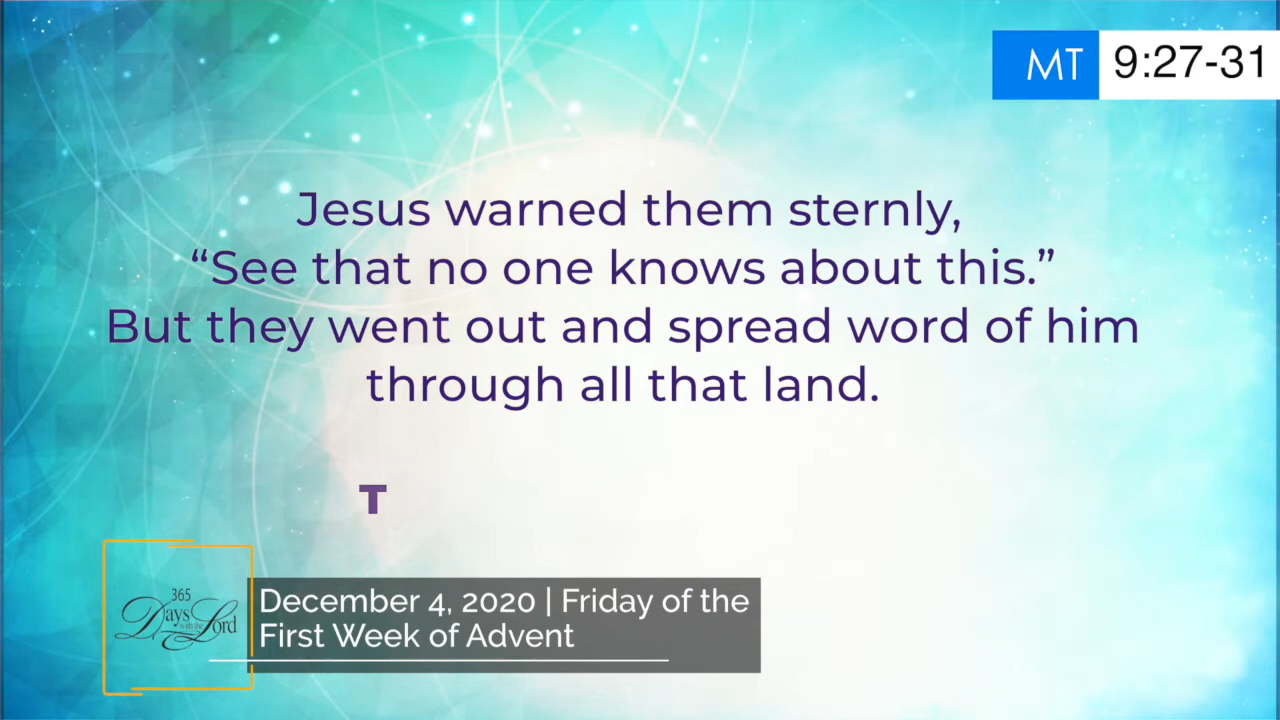 MT 9:27-31
Jesus warned them sternly,
“See that no one knows about this.”
But they went out and spread word of him
through all that land.
T
365
Days with the Lord
December 4, 2020 | Friday of the
First Week of Advent